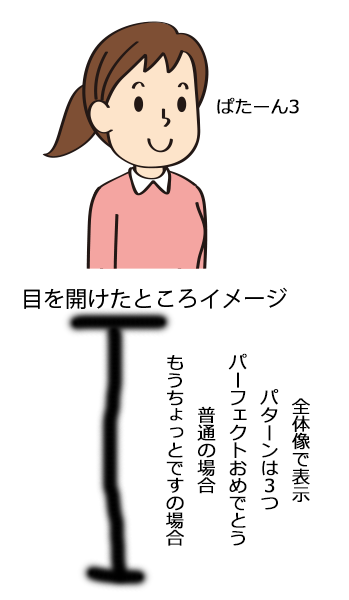 ぱたーん3
目を開けたところイメージ
全体像で表示
パターンは3つ
パーフェクトおめでとう
普通の場合
もうちょっとですの場合